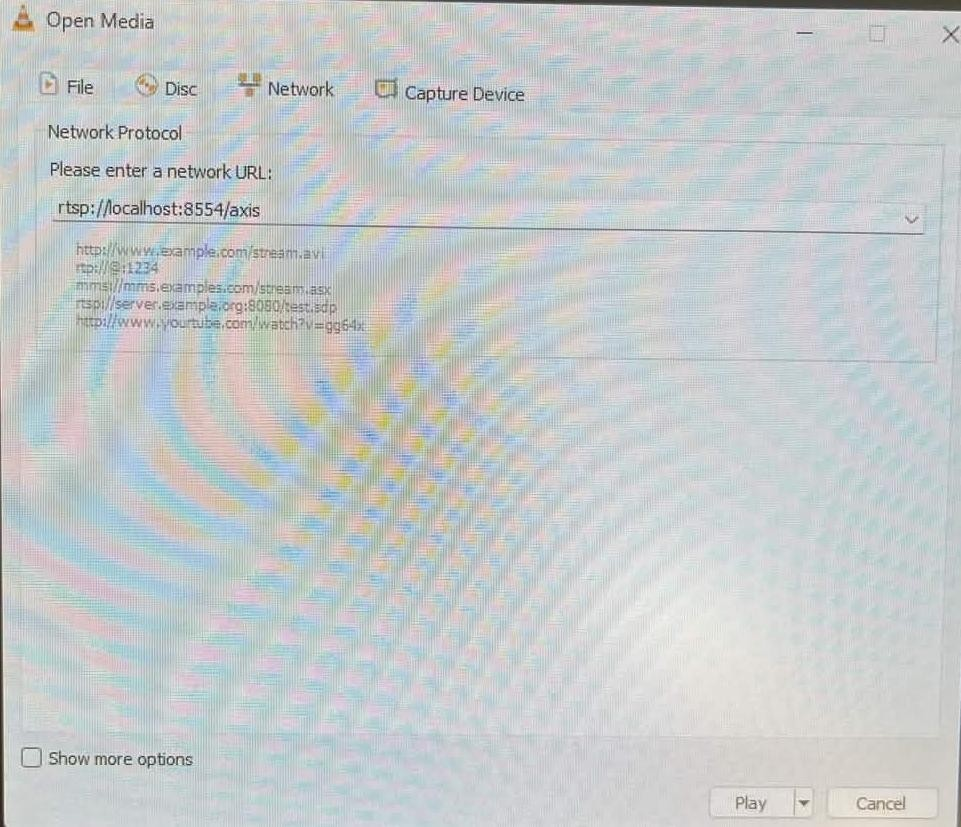 Open Media
File Disc Network Capture Device
Network Protocol
Please enter a network URL:
rtsp://localhost:8554/axis
http://www.example.com/stream.avi
rtp://@:1234
mms://mms.examples.com/stream.asx
rtsp://server.example.org:8080/test.sdp
http://www.yourtube.com/watch?v=gg64x
Show more options
Play Cancel